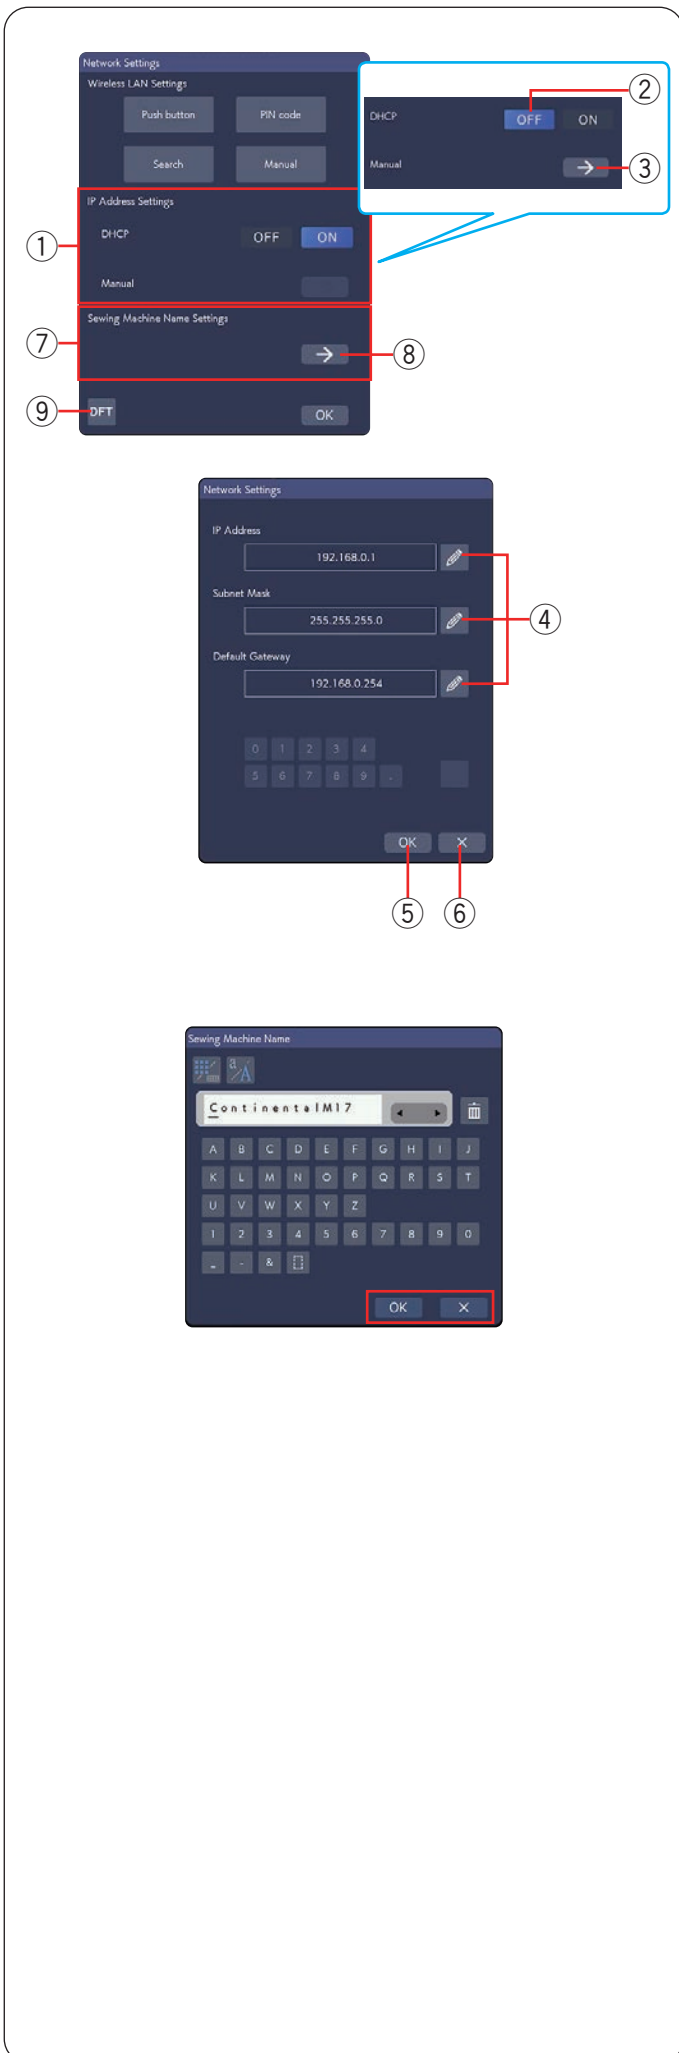 Network Settings
Wireless LAN Settings
Push button PIN code
Search Manual
IP Address Settings
DHCP OFF ON
Manual
Sewing Machine Name Settings
→
DFT OK
DHCP OFF ON
Manual →
①
②
③
⑦
⑧
⑨
Network Settings
IP Address
192.168.0.1
Subnet Mask
255.255.255.0
Default Gateway
192.168.0.254
0 1 2 3 4
5 6 7 8 9 .
OK ×
④
⑤ ⑥
Sewing Machine Name
a/A
ContinentalM17
A B C D E F G H I J
K L M N O P Q R S T
U V W X Y Z
1 2 3 4 5 6 7 8 9 0
_ - &
OK ×